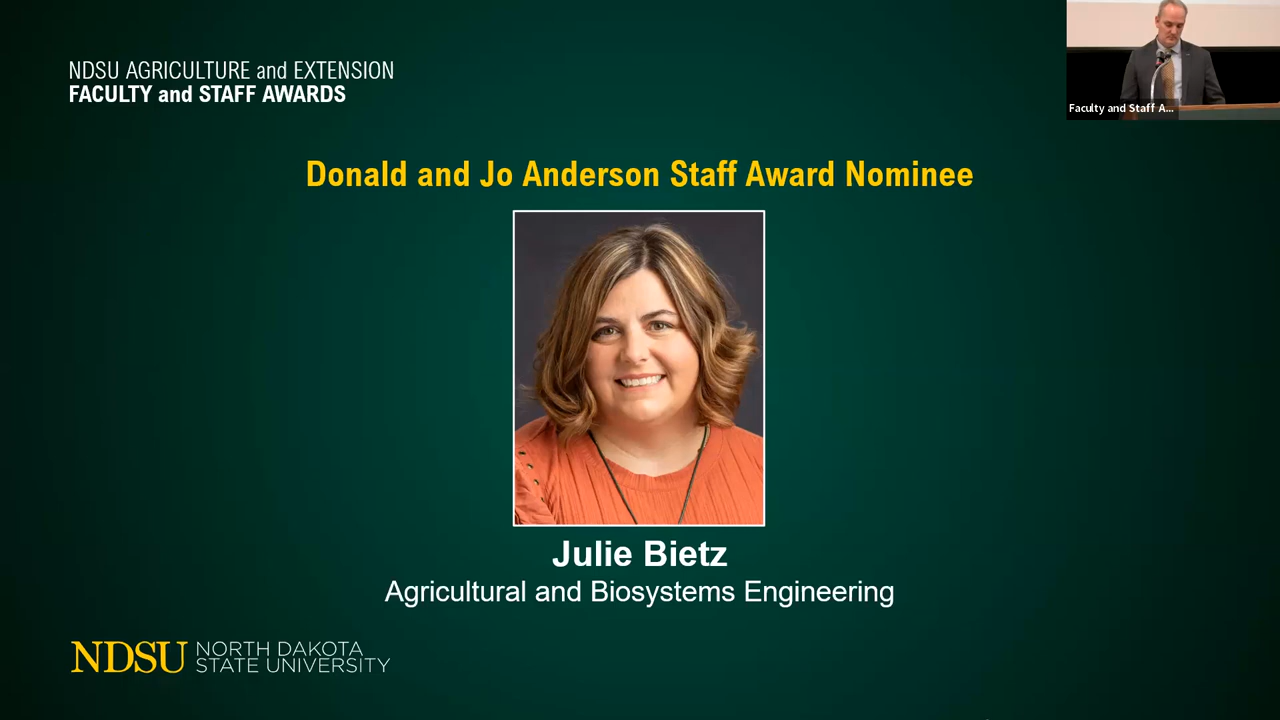 NDSU AGRICULTURE and EXTENSION
FACULTY and STAFF AWARDS
Faculty and Staff A...
Donald and Jo Anderson Staff Award Nominee
Julie Bietz
Agricultural and Biosystems Engineering
NDSU NORTH DAKOTA
STATE UNIVERSITY